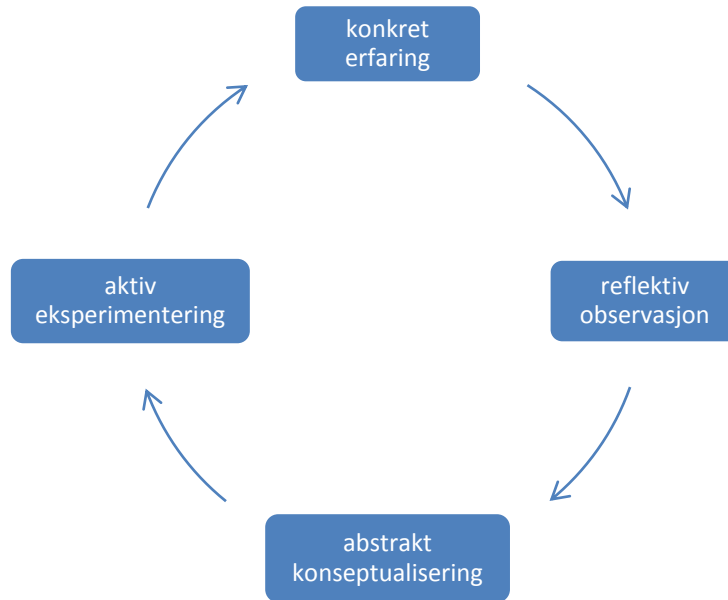 konkret
erfaring
reflektiv
observasjon
abstrakt
konseptualisering
aktiv
eksperimentering